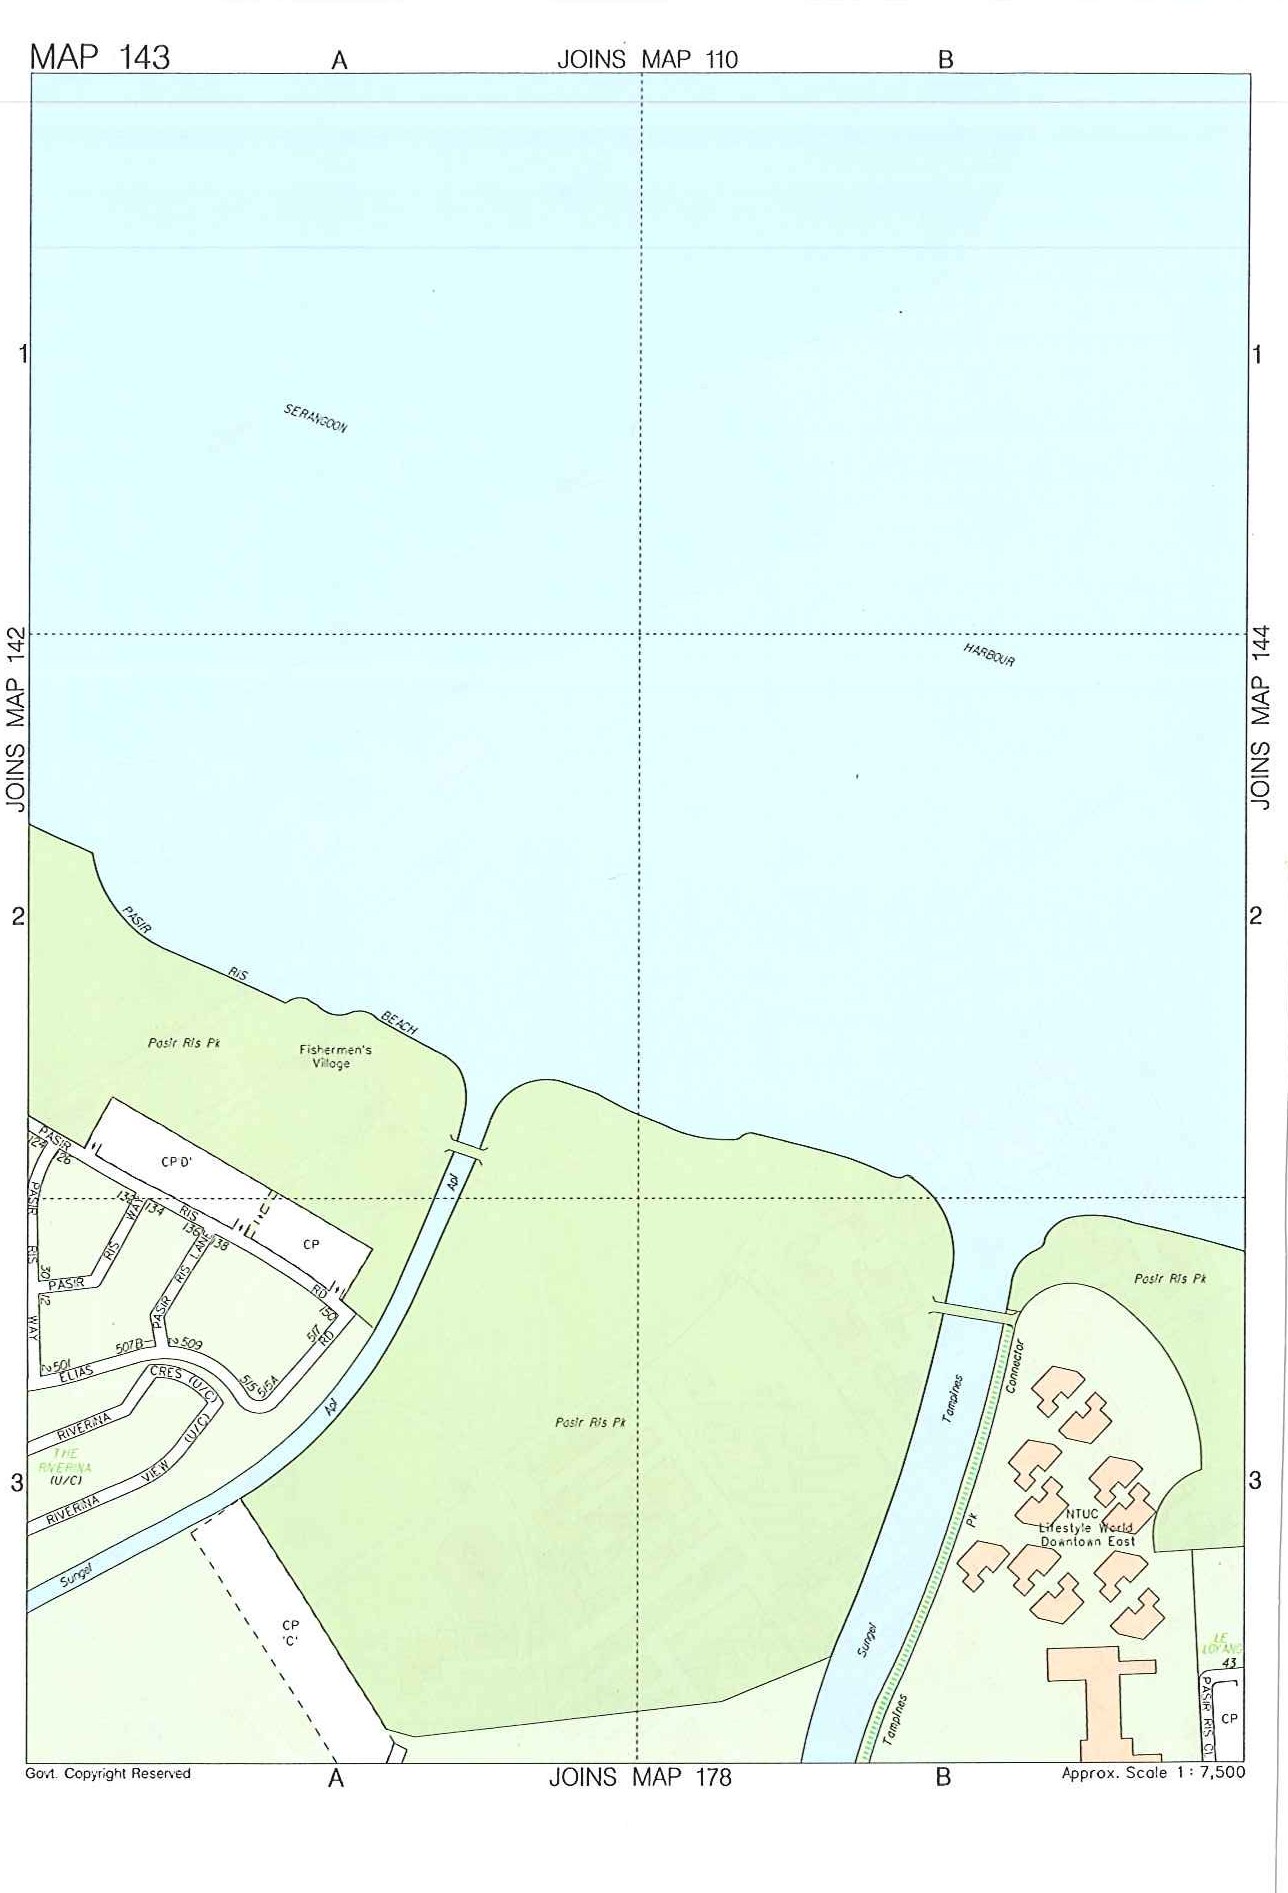 MAP 143
A
JOINS MAP 110
B
1
1
SERANGOON
JOINS MAP 142
HARBOUR
JOINS MAP 144
2
2
PASIR
RIS
BEACH
Pasir Ris Pk
Fishermen's
Village
PASIR
124
126
CP'D'
Api
PASIR
RIS
WAY
132
134
RIS
WAY
RIS
PASIR
136
138
LANE
RIS
PASIR
CP
RD
150
517
RD
30
12
2
501
ELIAS
507B
2
509
515
515A
CRES (U/C)
RIVERINA
THE
RIVERINA
(U/C)
(U/C)
VIEW
RIVERINA
Api
Sungei
Pasir Ris Pk
Pasir Ris Pk
Connector
Tampines
3
3
Pk
NTUC
Lifestyle World
Downtown East
CP
'C'
Sungei
Tampines
LE
LOYANG
43
PASIR RIS CL
CP
Govt. Copyright Reserved
A
JOINS MAP 178
B
Approx. Scale 1 : 7,500